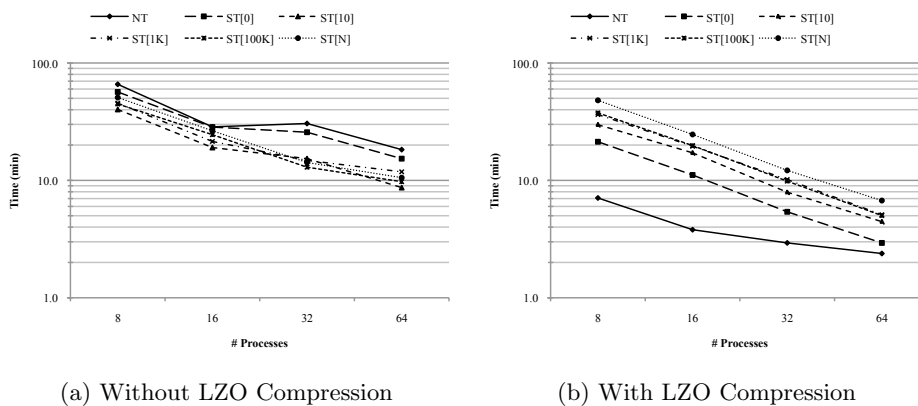 NT ST[0] ST[10]
ST[1K] ST[100K] ST[N]
100.0
10.0
1.0
Time (min)
8 16 32 64
# Processes
(a) Without LZO Compression
NT ST[0] ST[10]
ST[1K] ST[100K] ST[N]
100.0
10.0
1.0
Time (min)
8 16 32 64
# Processes
(b) With LZO Compression